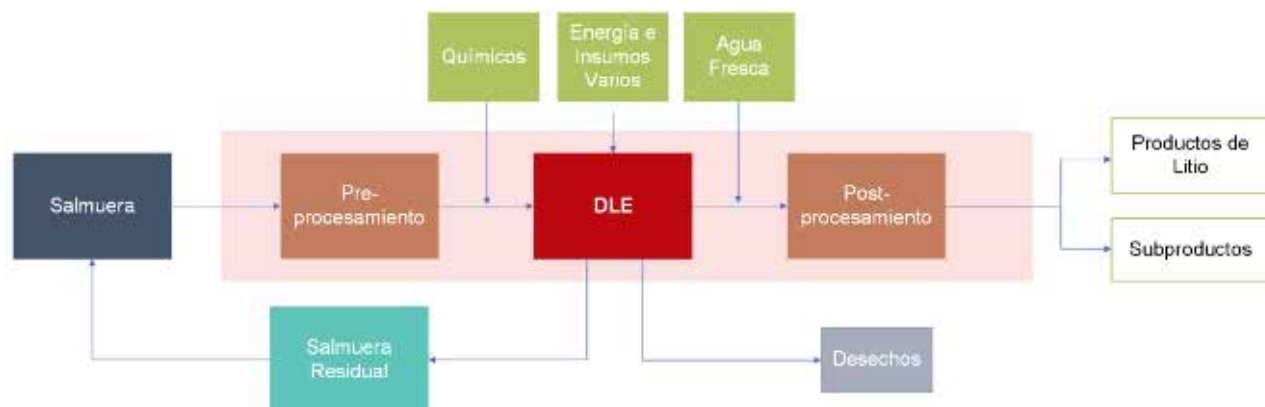 Químicos
Energía e
Insumos
Varios
Agua
Fresca
Salmuera
Pre-
procesamiento
DLE
Post-
procesamiento
Productos de
Litio
Subproductos
Salmuera
Residual
Desechos